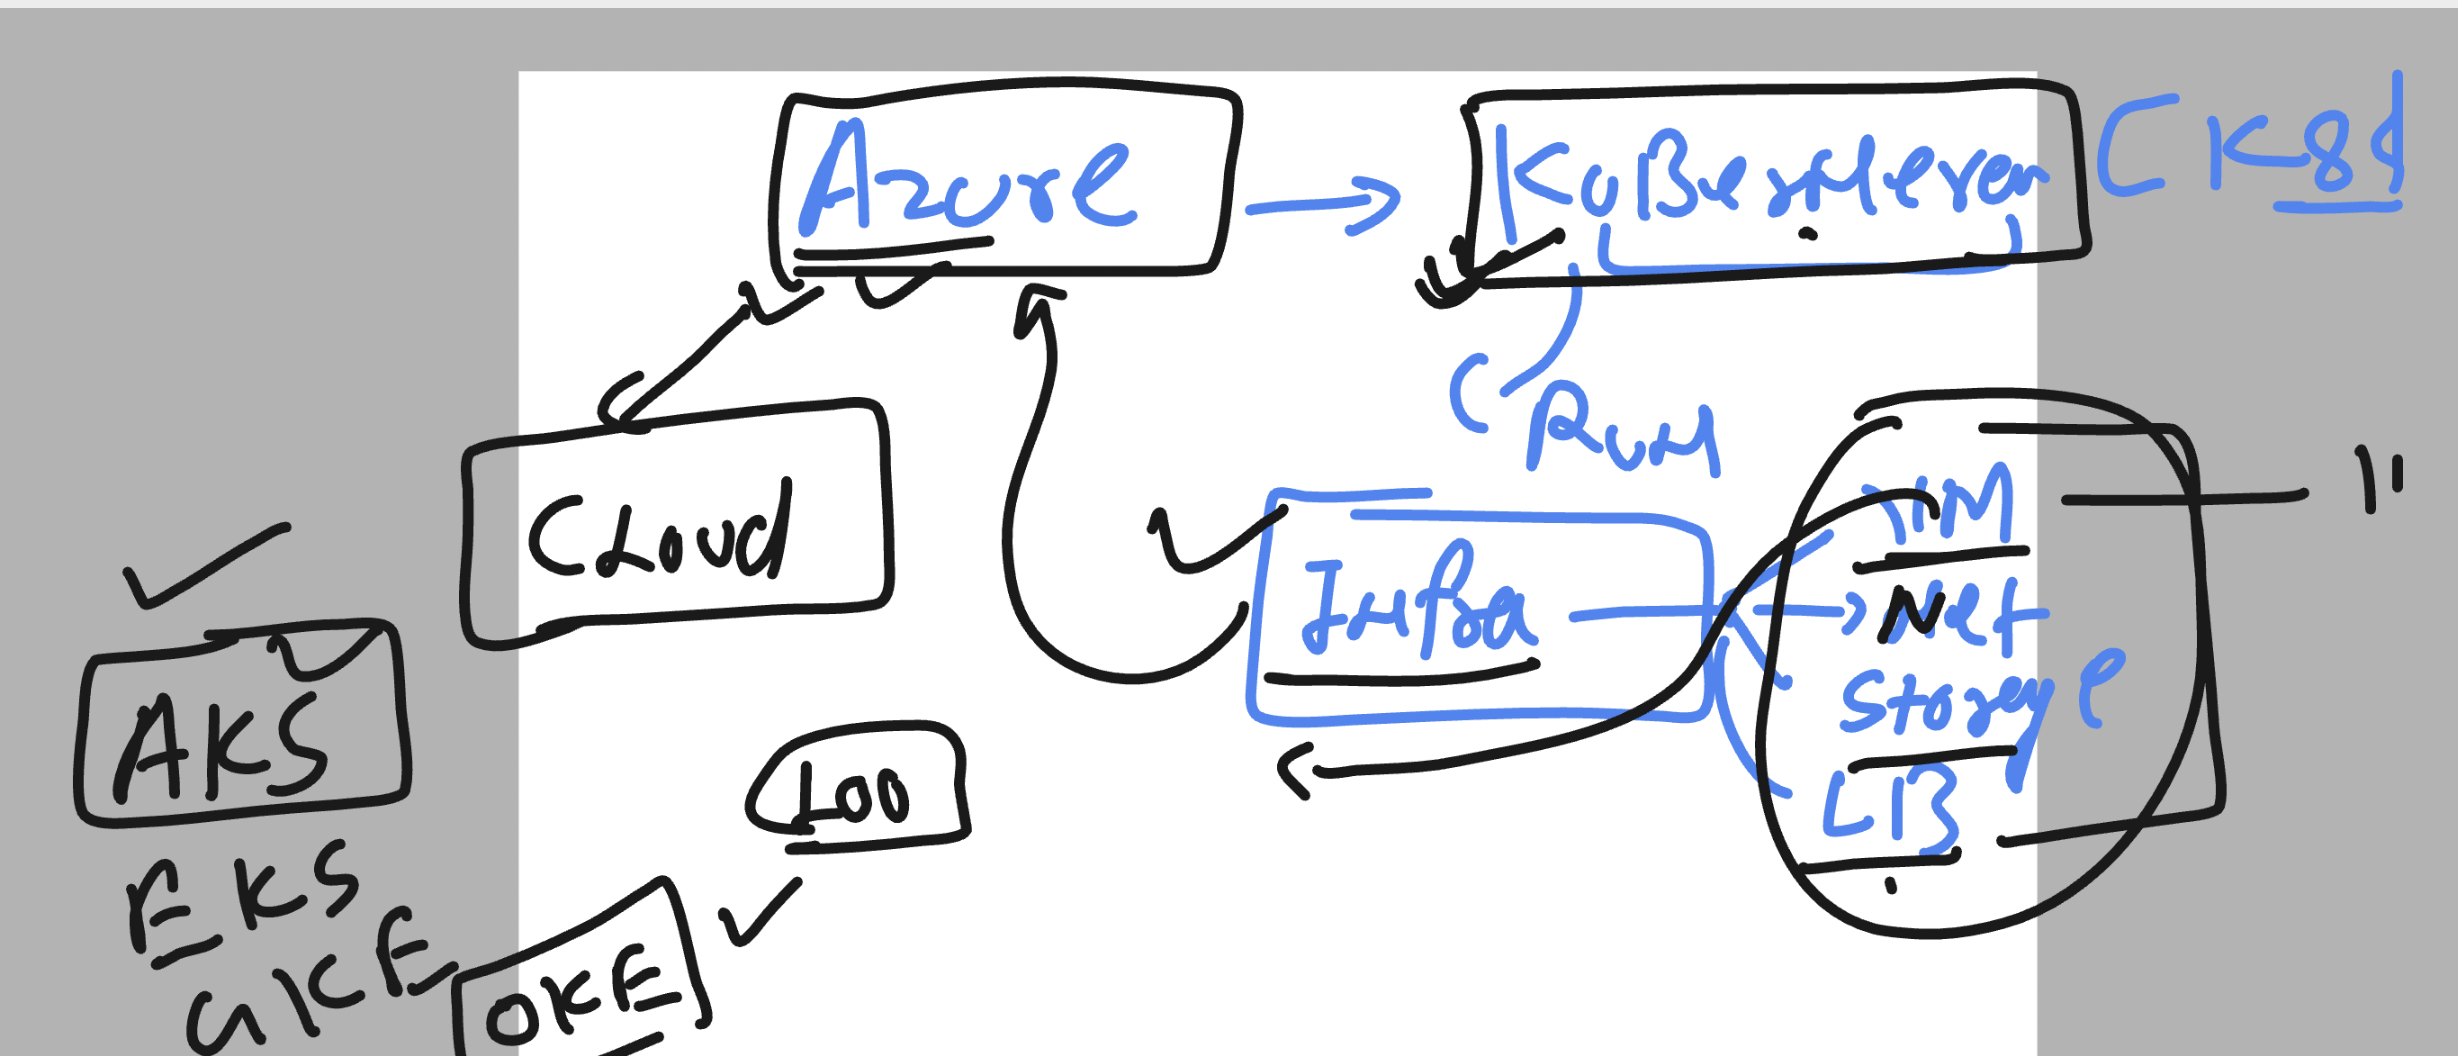 Azure
Kubernetes
(K8s)
(Run
Cloud
Infra
VM
Net
Storage
LB
AKS
100
EKS
GKE
OKE